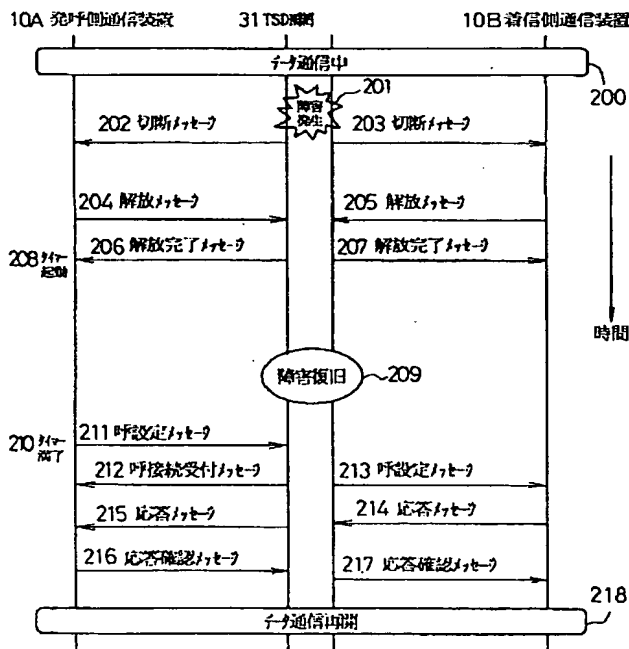 10A 発呼側通信装置 31 ISDN網 10B 着信側通信装置
データ通信中
200
障害
発生
201
202 切断メッセージ
203 切断メッセージ
204 解放メッセージ
205 解放メッセージ
206 解放完了メッセージ
207 解放完了メッセージ
208 タイマー
起動
時間
障害復旧
209
210 タイマー
満了
211 呼設定メッセージ
212 呼接続受付メッセージ
213 呼設定メッセージ
214 応答メッセージ
215 応答メッセージ
216 応答確認メッセージ
217 応答確認メッセージ
データ通信再開
218